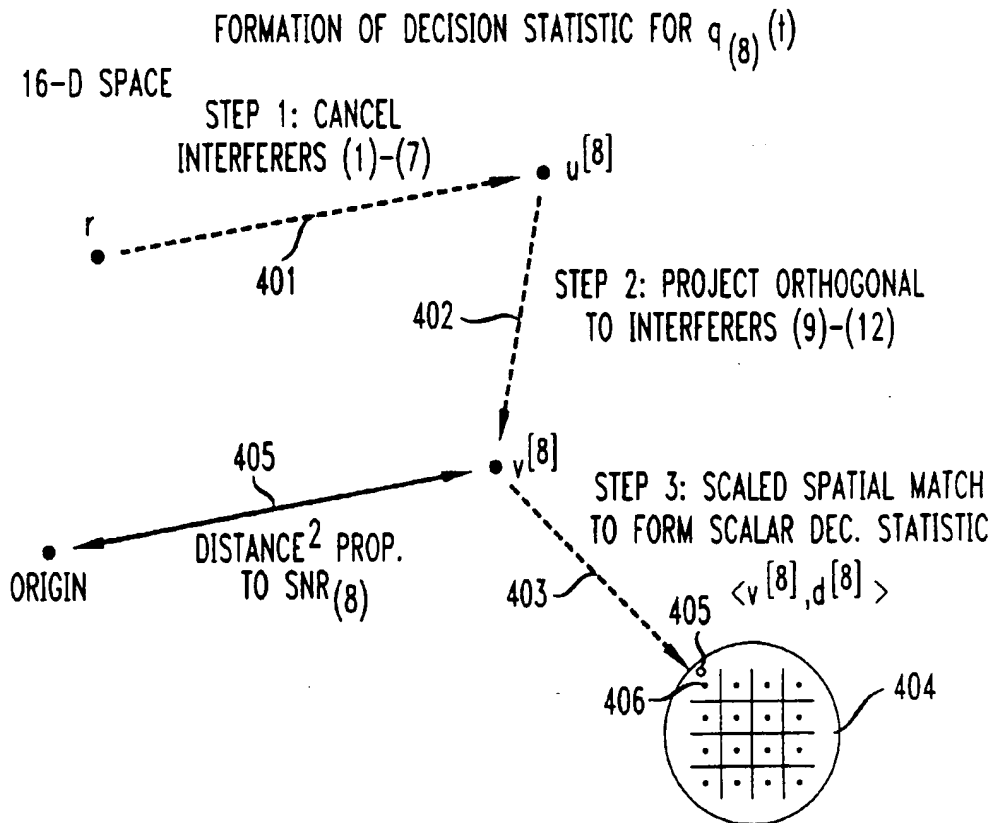 FORMATION OF DECISION STATISTIC FOR q(8)(t)
16-D SPACE
STEP 1: CANCEL
INTERFERERS (1)-(7)
u[8]
r
401
STEP 2: PROJECT ORTHOGONAL
TO INTERFERERS (9)-(12)
402
405
v[8]
STEP 3: SCALED SPATIAL MATCH
TO FORM SCALAR DEC. STATISTIC
<v[8],d[8]>
DISTANCE2 PROP.
TO SNR(8)
ORIGIN
403
405
406
404